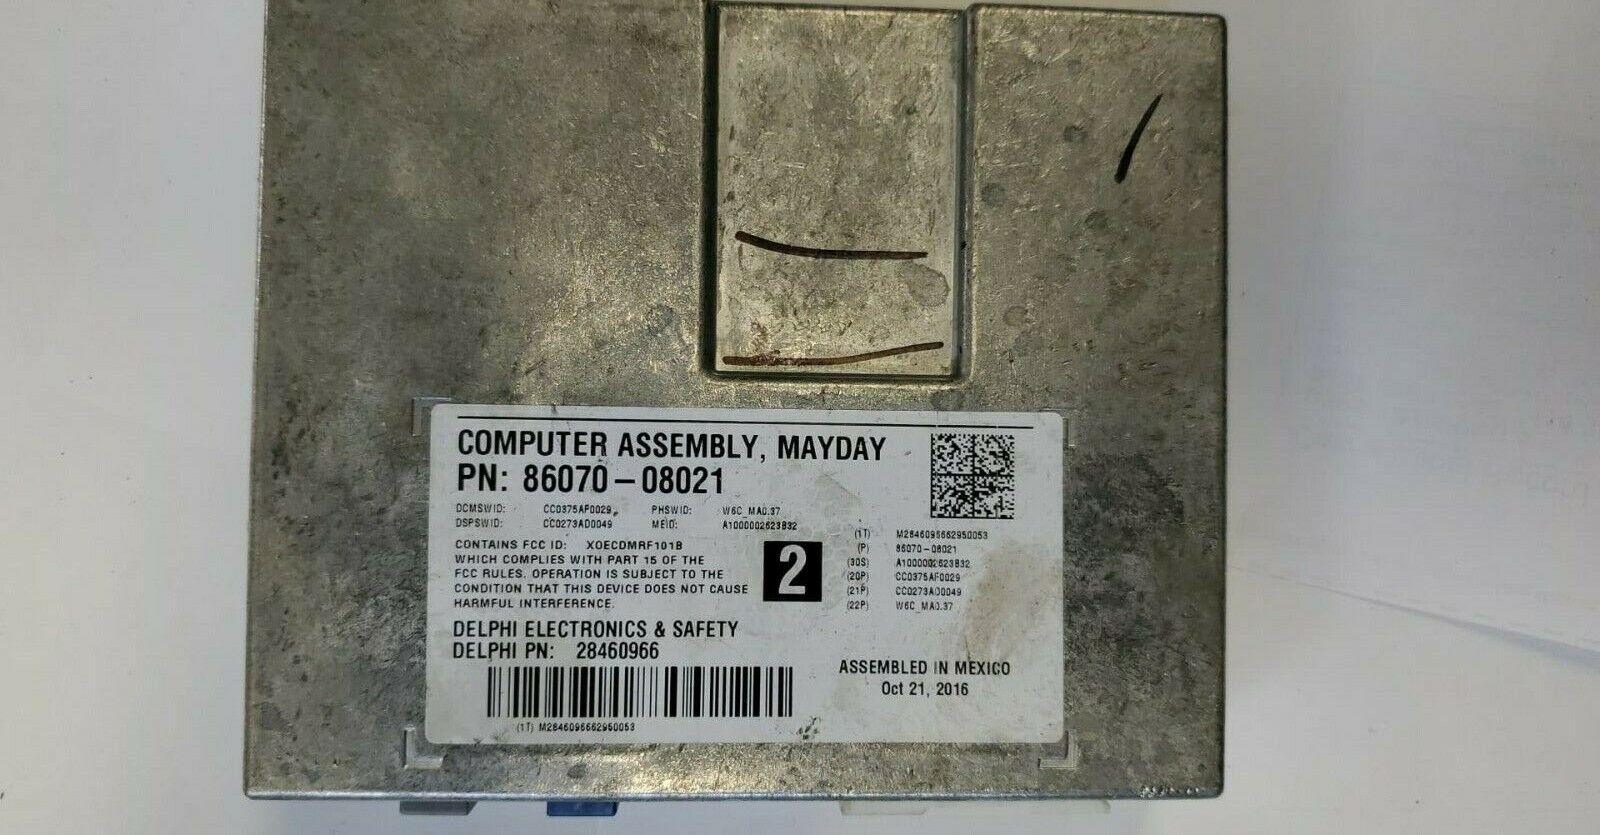 COMPUTER ASSEMBLY, MAYDAY
PN: 86070-08021
DCMSWID: CC0375AF0029 PHSWID: W6C_MA0.37
DSPSWID: CC0273AD0049 MEID: A1000002623B32
CONTAINS FCC ID: XOECDMRF101B
WHICH COMPLIES WITH PART 15 OF THE
FCC RULES. OPERATION IS SUBJECT TO THE
CONDITION THAT THIS DEVICE DOES NOT CAUSE
HARMFUL INTERFERENCE.
2
(1T) M2846096662950053
(P) 86070-08021
(30S) A1000002623B32
(20P) CC0375AF0029
(21P) CC0273AD0049
(22P) W6C_MA0.37
DELPHI ELECTRONICS & SAFETY
DELPHI PN: 28460966
(1T) M2846096662950053
ASSEMBLED IN MEXICO
Oct 21, 2016